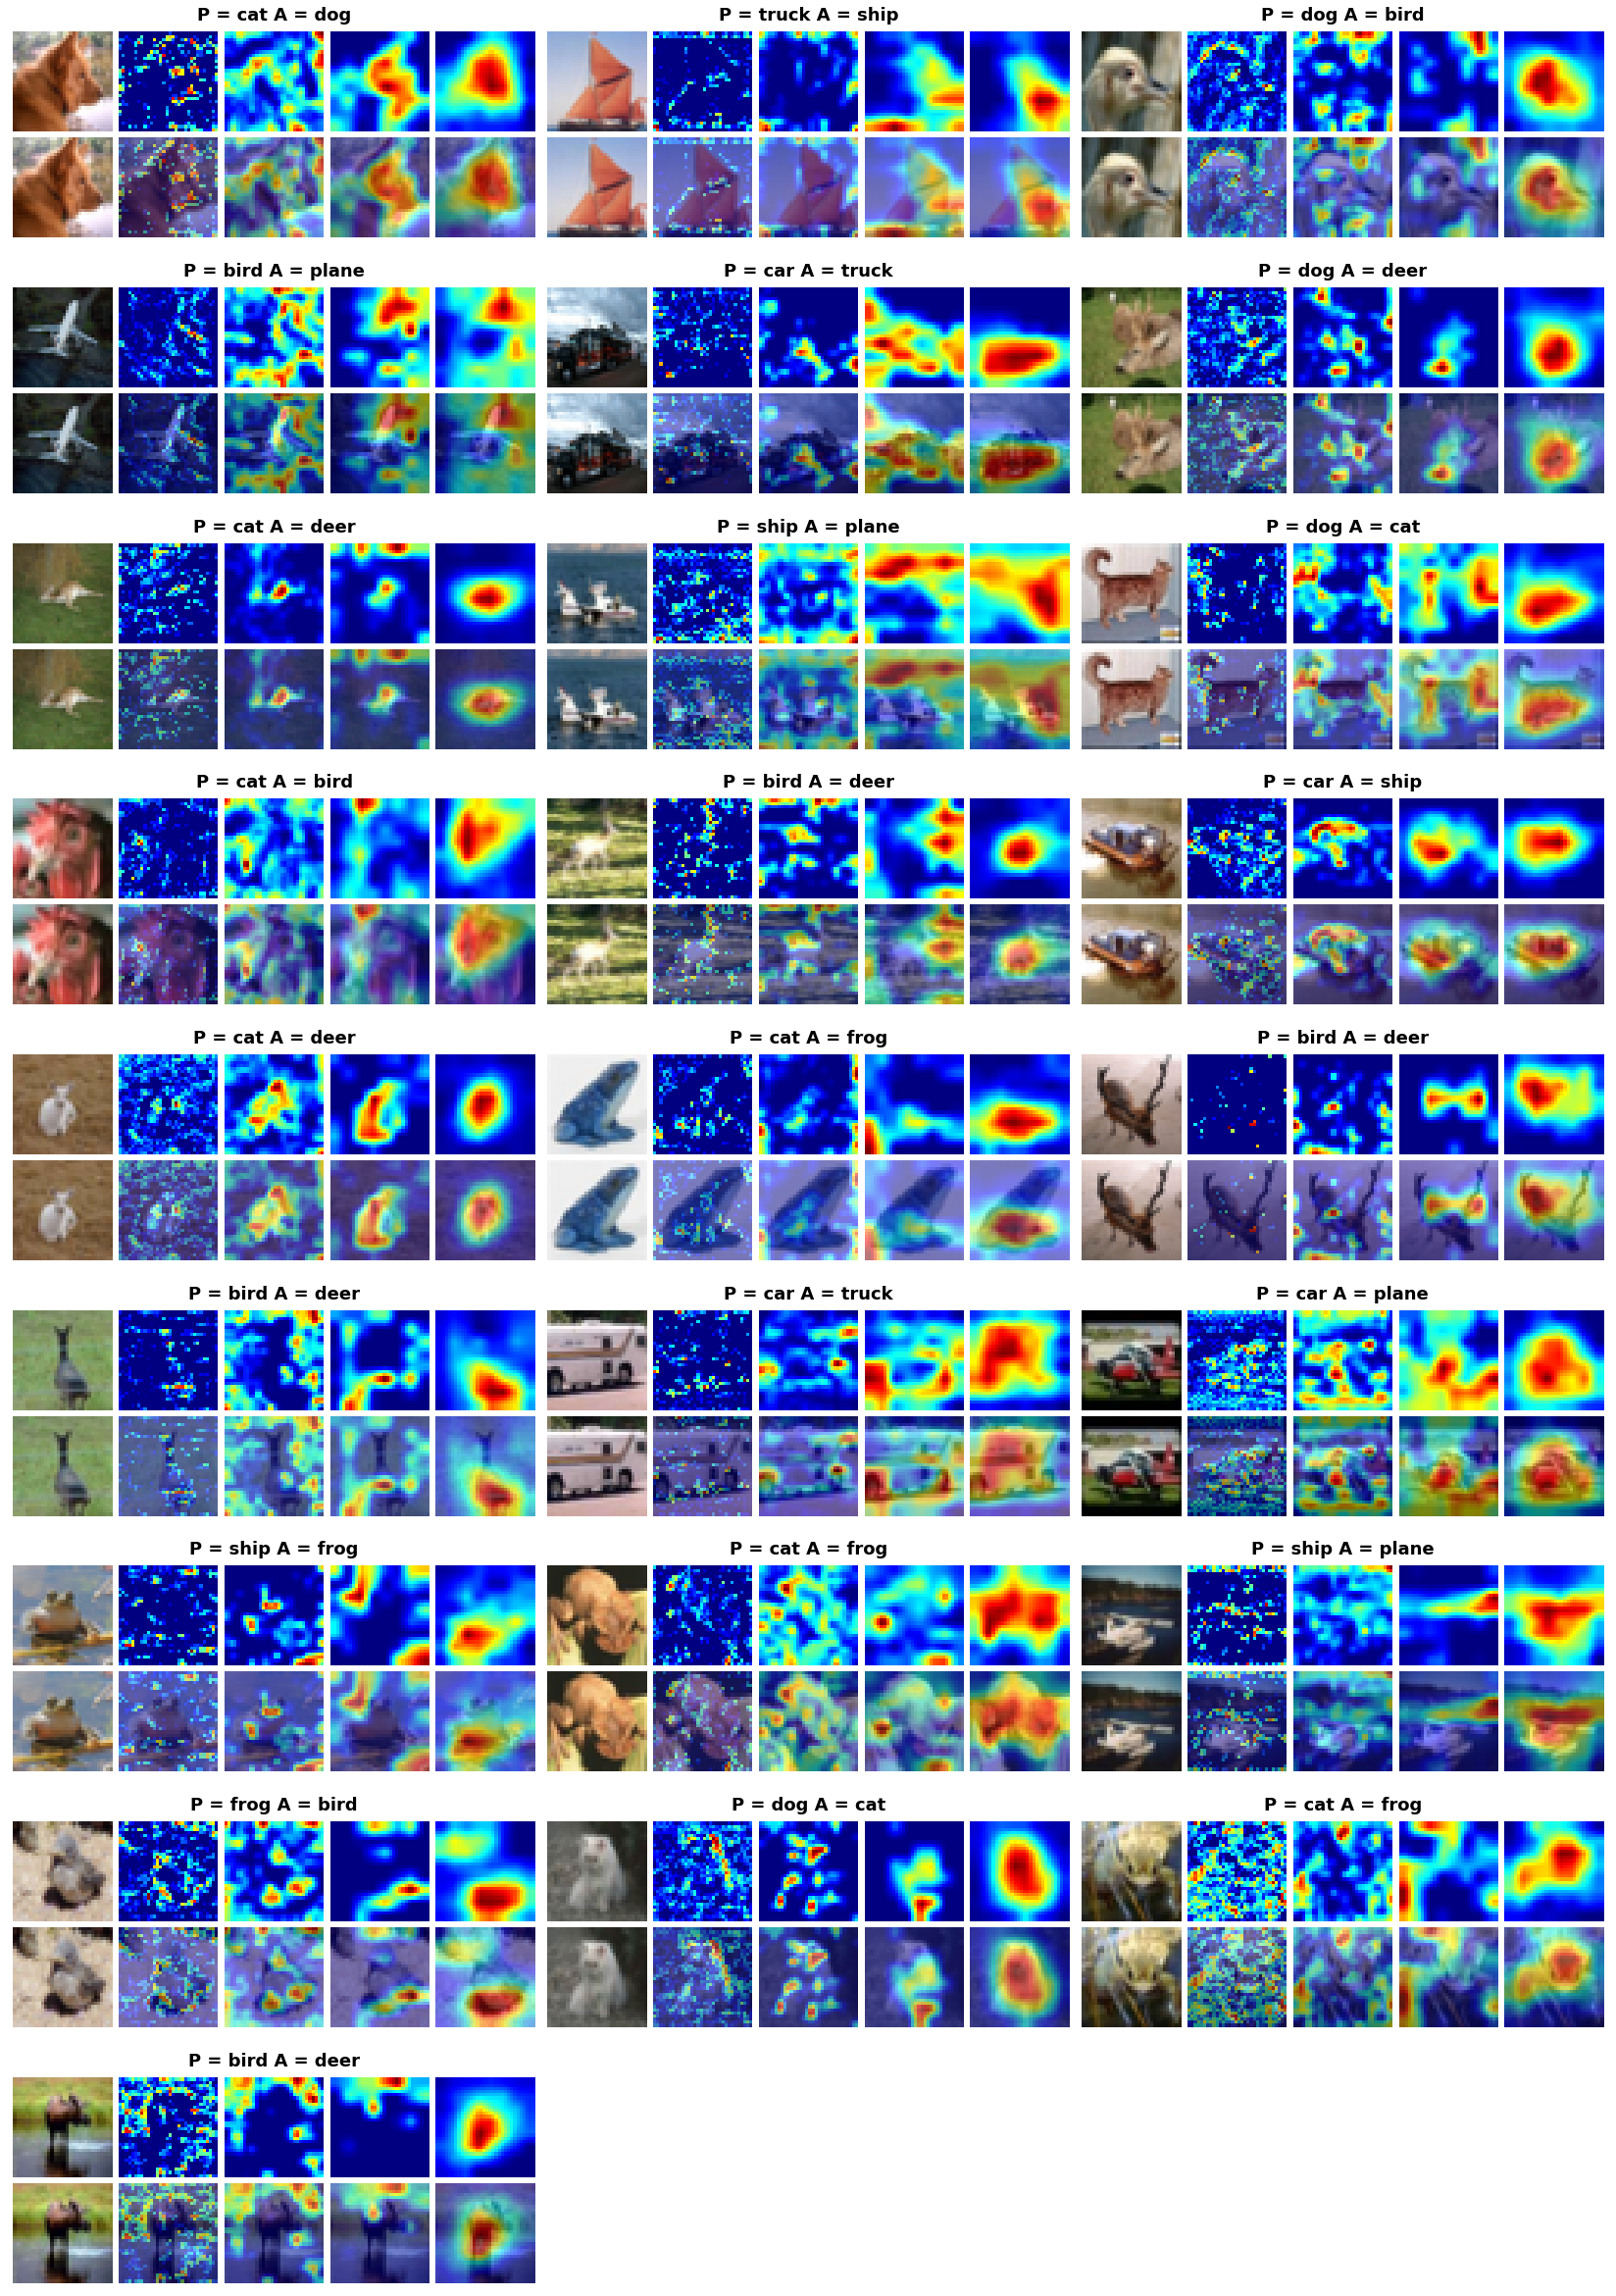 P = cat A = dog
P = truck A = ship
P = dog A = bird
P = bird A = plane
P = car A = truck
P = dog A = deer
P = cat A = deer
P = ship A = plane
P = dog A = cat
P = cat A = bird
P = bird A = deer
P = car A = ship
P = cat A = deer
P = cat A = frog
P = bird A = deer
P = bird A = deer
P = car A = truck
P = car A = plane
P = ship A = frog
P = cat A = frog
P = ship A = plane
P = frog A = bird
P = dog A = cat
P = cat A = frog
P = bird A = deer